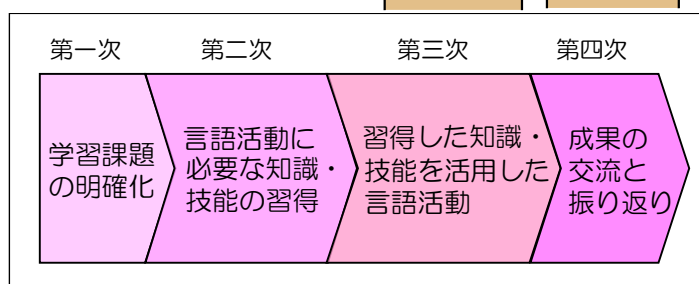 第一次
第二次
第三次
第四次
学習課題
の明確化
言語活動に
必要な知識・
技能の習得
習得した知識・
技能を活用した
言語活動
成果の
交流と
振り返り